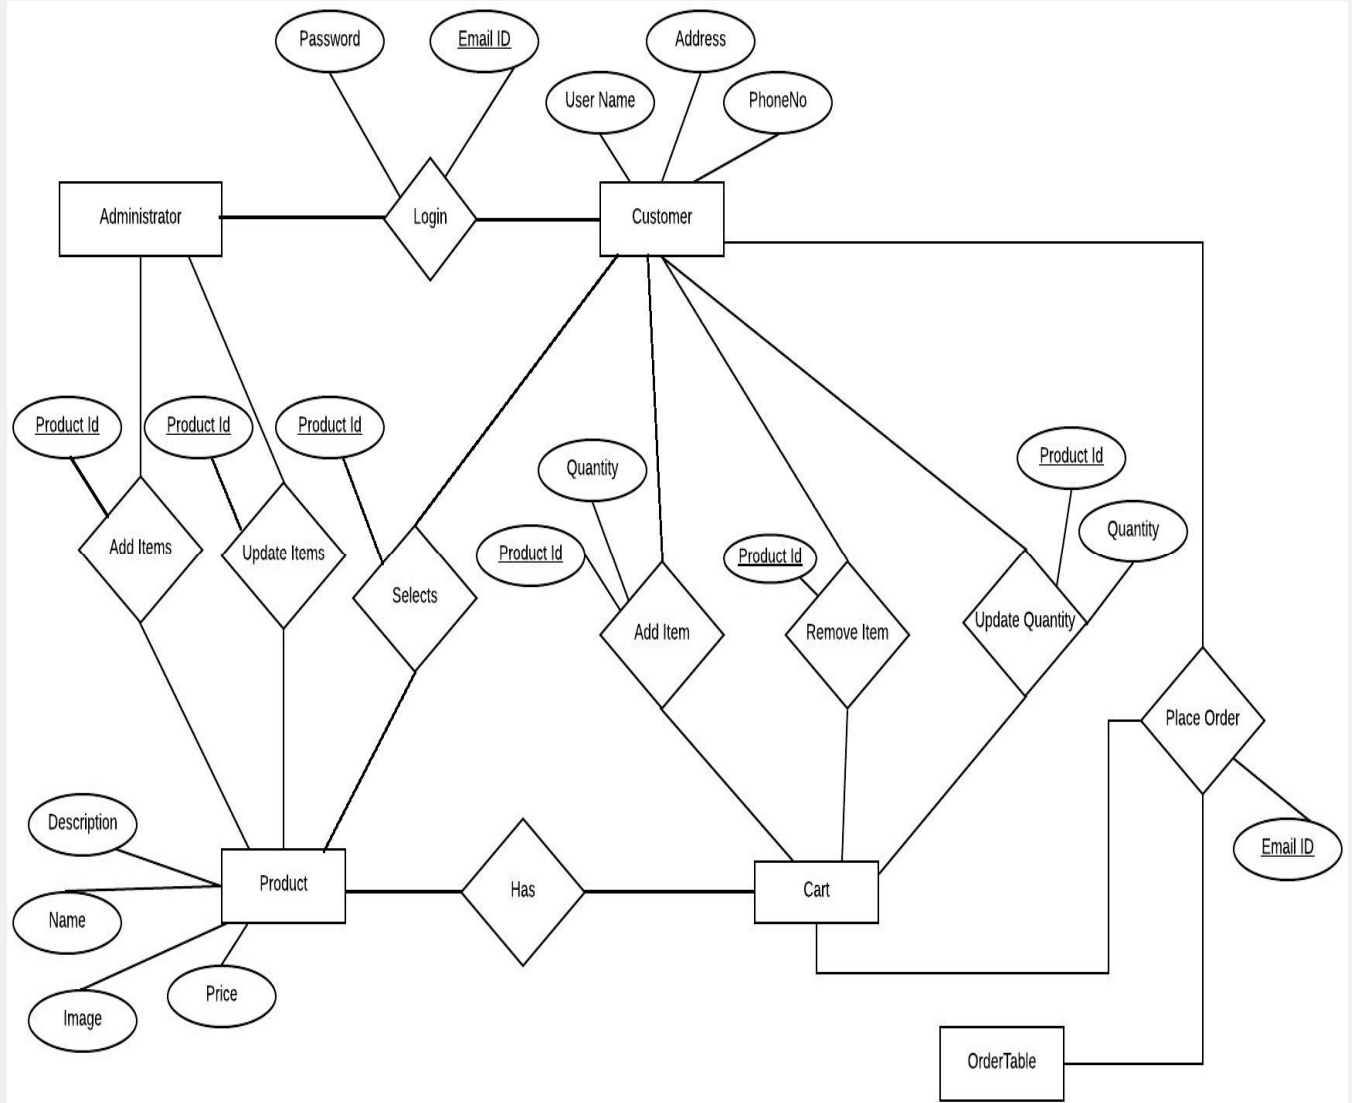 Password
Email ID
Address
User Name
PhoneNo
Administrator
Login
Customer
Product Id
Product Id
Product Id
Quantity
Product Id
Product Id
Product Id
Quantity
Add Items
Update Items
Selects
Add Item
Remove Item
Update Quantity
Place Order
Description
Name
Image
Price
Product
Has
Cart
Email ID
OrderTable